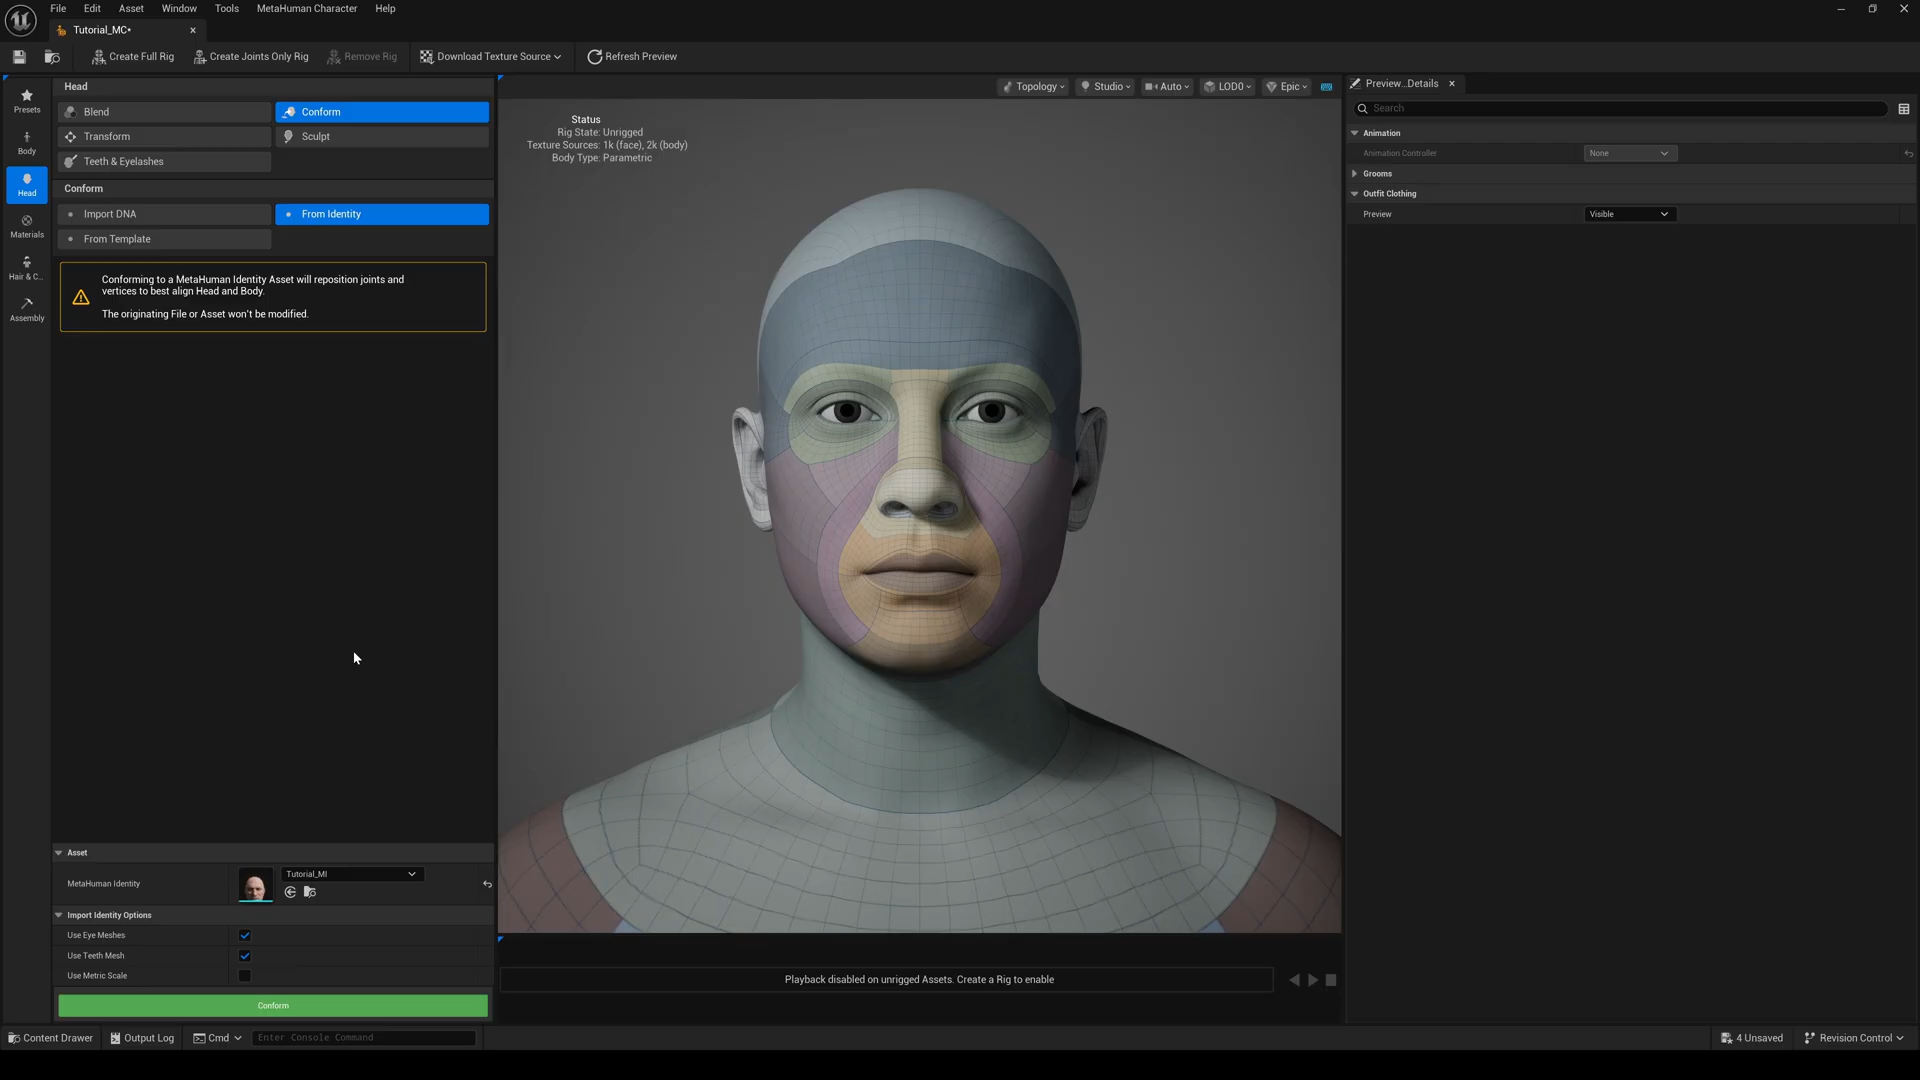 File Edit Asset Window Tools MetaHuman Character Help
Tutorial_MC*
Create Full Rig Create Joints Only Rig Remove Rig Download Texture Source Refresh Preview
Head
Blend Conform
Transform Sculpt
Teeth & Eyelashes
Conform
Import DNA From Identity
From Template
Conforming to a MetaHuman Identity Asset will reposition joints and
vertices to best align Head and Body.
The originating File or Asset won't be modified.
Presets
Body
Head
Materials
Hair & C...
Assembly
Topology Studio Auto LOD0 Epic
Status
Rig State: Unrigged
Texture Sources: 1k (face), 2k (body)
Body Type: Parametric
Preview...Details
Search
Animation
Animation Controller None
Grooms
Outfit Clothing
Preview Visible
Asset
MetaHuman Identity Tutorial_MI
Import Identity Options
Use Eye Meshes
Use Teeth Mesh
Use Metric Scale
Conform
Playback disabled on unrigged Assets. Create a Rig to enable
Content Drawer Output Log Cmd Enter Console Command 4 Unsaved Revision Control